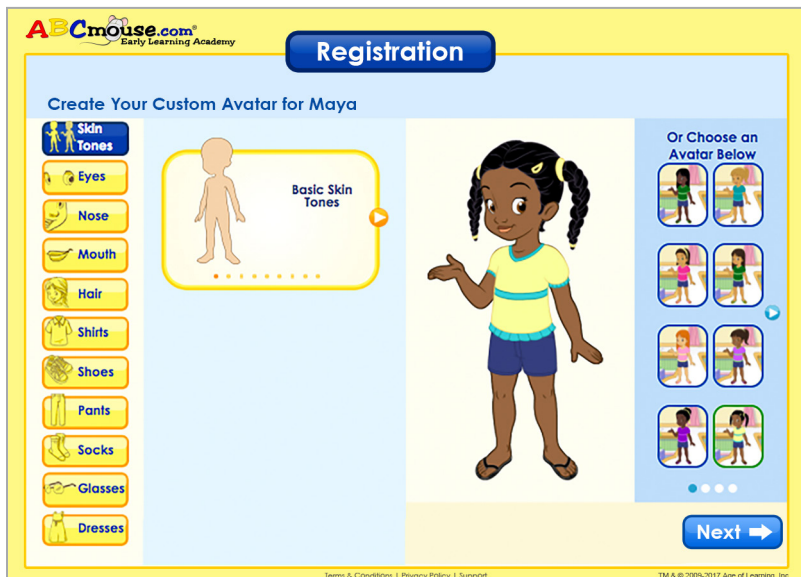 ABCmouse.com®
Early Learning Academy
Registration
Create Your Custom Avatar for Maya
Skin
Tones
Eyes
Nose
Mouth
Hair
Shirts
Shoes
Pants
Socks
Glasses
Dresses
Basic Skin
Tones
Or Choose an
Avatar Below
Next
Terms & Conditions | Privacy Policy | Support
TM & © 2009-2017 Age of Learning, Inc.